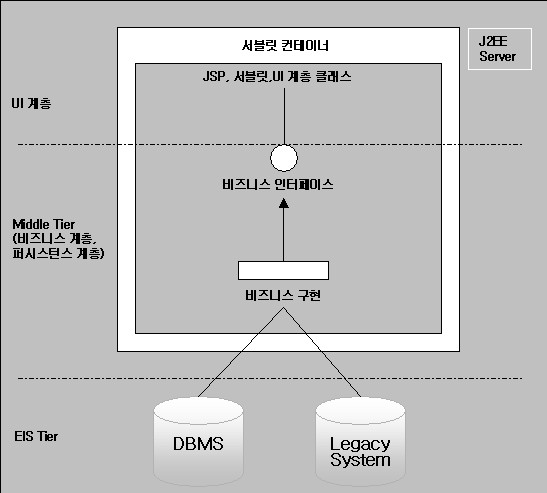 서블릿 컨테이너
J2EE
Server
JSP, 서블릿,UI 계층 클래스
UI 계층
비즈니스 인터페이스
Middle Tier
(비즈니스 계층,
퍼시스턴스 계층)
비즈니스 구현
EIS Tier
DBMS
Legacy
System